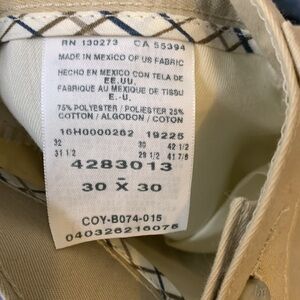 RN 130273 CA 55394
MADE IN MEXICO OF US FABRIC
HECHO EN MEXICO CON TELA DE
EE.UU.
FABRIQUE AU MEXIQUE DE TISSU
E.-U.
75% POLYESTER / POLIESTER 25%
COTTON / ALGODON / COTON
16H0000262 19225
32 30 42 1/2
31 1/2 29 1/2 41 7/8
4283013
-
30 X 30
COY-B074-015
040326216075